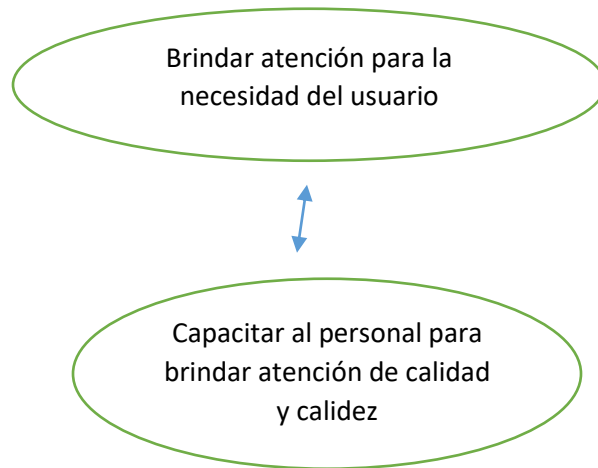 Brindar atención para la
necesidad del usuario
Capacitar al personal para
brindar atención de calidad
y calidez